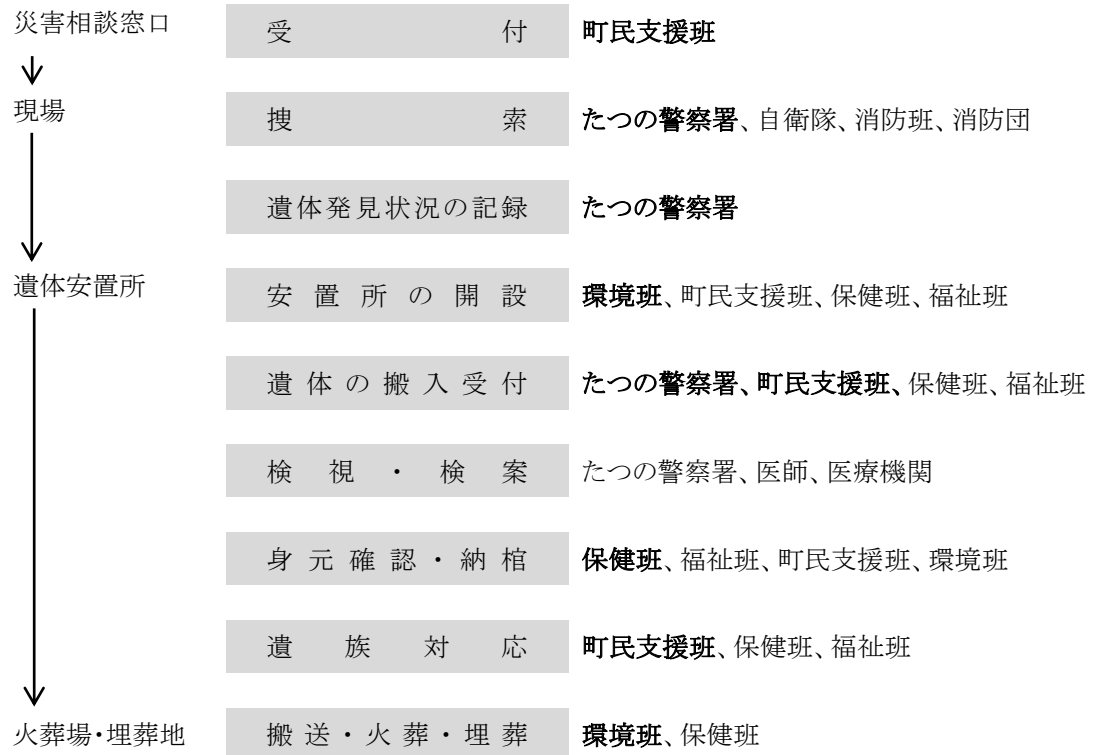 災害相談窓口 受付 町民支援班
現場 捜索 たつの警察署、自衛隊、消防班、消防団
遺体発見状況の記録 たつの警察署
遺体安置所 安置所の開設 環境班、町民支援班、保健班、福祉班
遺体の搬入受付 たつの警察署、町民支援班、保健班、福祉班
検視・検案 たつの警察署、医師、医療機関
身元確認・納棺 保健班、福祉班、町民支援班、環境班
遺族対応 町民支援班、保健班、福祉班
火葬場・埋葬地 搬送・火葬・埋葬 環境班、保健班